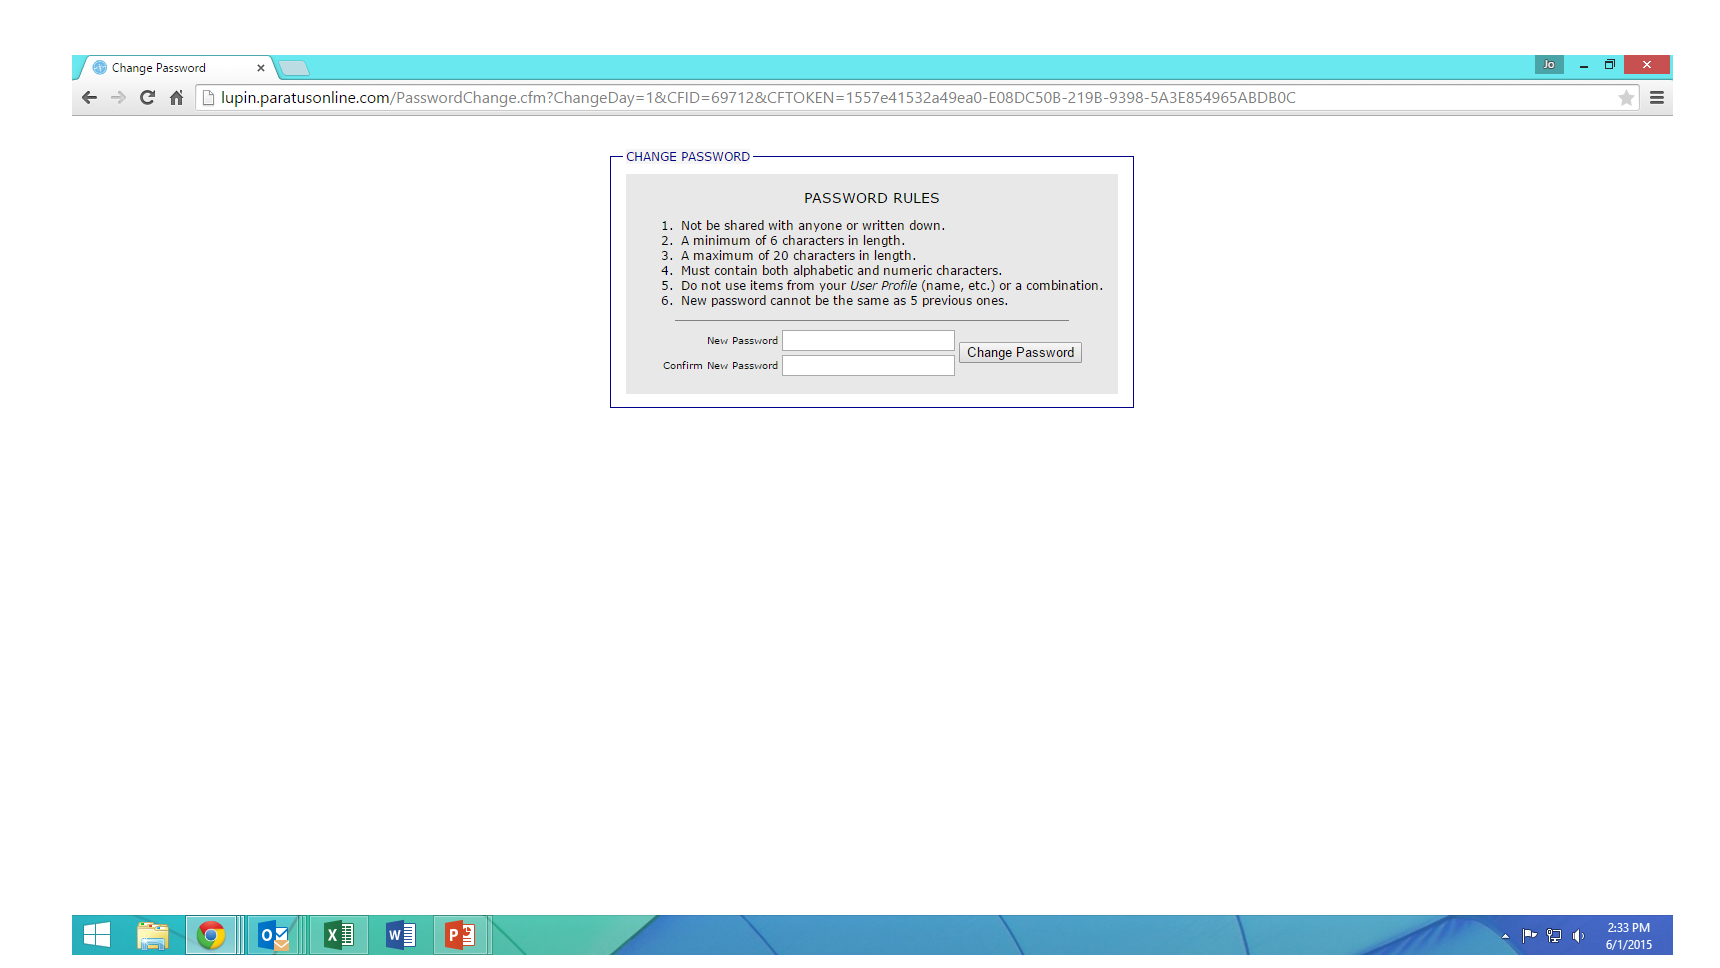 Change Password
Jo
lupin.paratusonline.com/PasswordChange.cfm?ChangeDay=1&CFID=69712&CFTOKEN=1557e41532a49ea0-E08DC50B-219B-9398-5A3E854965ABDB0C
CHANGE PASSWORD
PASSWORD RULES
1. Not be shared with anyone or written down.
2. A minimum of 6 characters in length.
3. A maximum of 20 characters in length.
4. Must contain both alphabetic and numeric characters.
5. Do not use items from your User Profile (name, etc.) or a combination.
6. New password cannot be the same as 5 previous ones.
New Password
Change Password
Confirm New Password
2:33 PM
6/1/2015